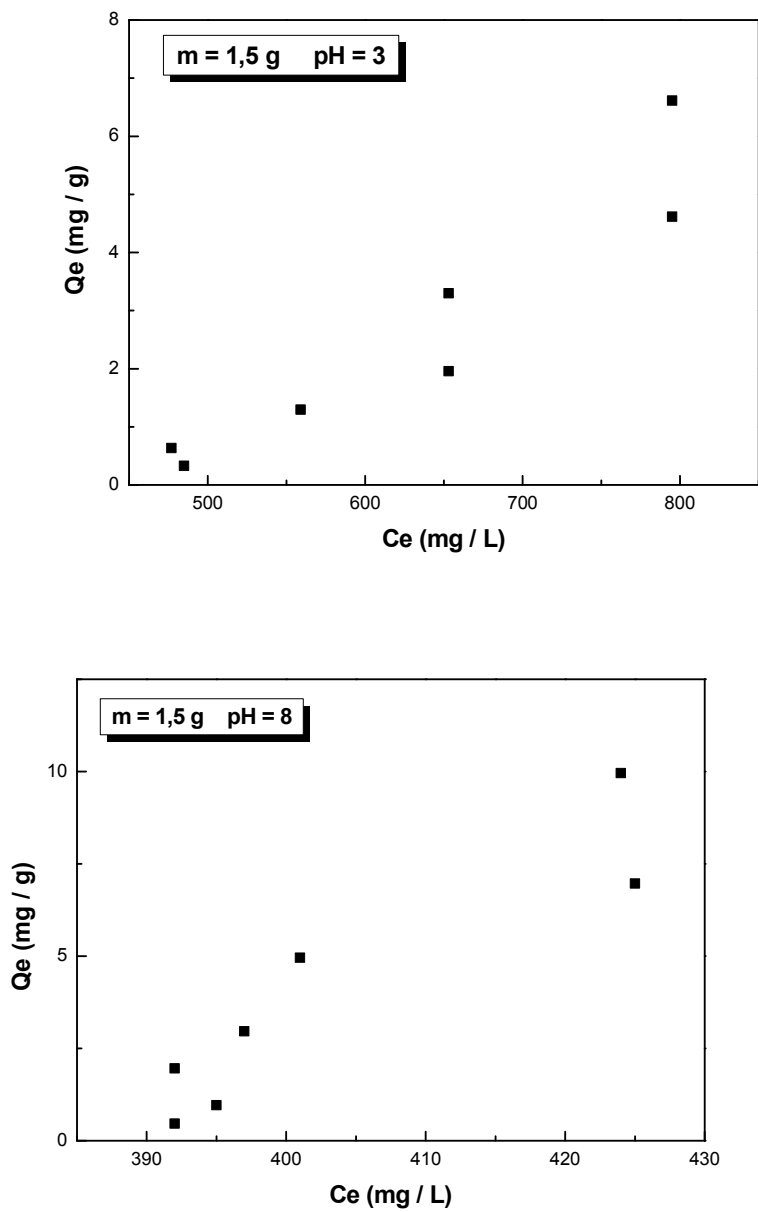 m = 1,5 g pH = 3
8
6
4
2
0
Qe (mg / g)
500 600 700 800
Ce (mg / L)
m = 1,5 g pH = 8
10
5
0
Qe (mg / g)
390 400 410 420 430
Ce (mg / L)